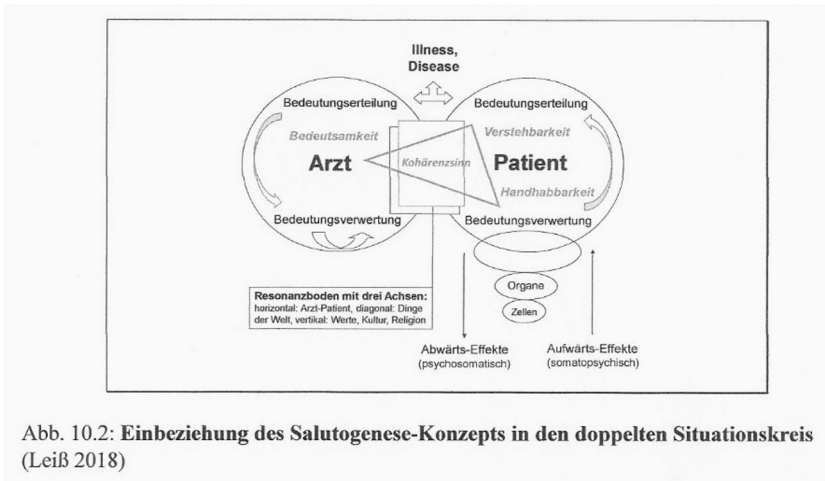 Illness,
Disease
Bedeutungserteilung
Bedeutungserteilung
Bedeutsamkeit
Verstehbarkeit
Arzt
Kohärenzsinn
Patient
Handhabbarkeit
Bedeutungsverwertung
Bedeutungsverwertung
Organe
Zellen
Resonanzboden mit drei Achsen:
horizontal: Arzt-Patient, diagonal: Dinge
der Welt, vertikal: Werte, Kultur, Religion
Abwärts-Effekte
(psychosomatisch)
Aufwärts-Effekte
(somatopsychisch)
Abb. 10.2: Einbeziehung des Salutogenese-Konzepts in den doppelten Situationskreis
(Leiß 2018)